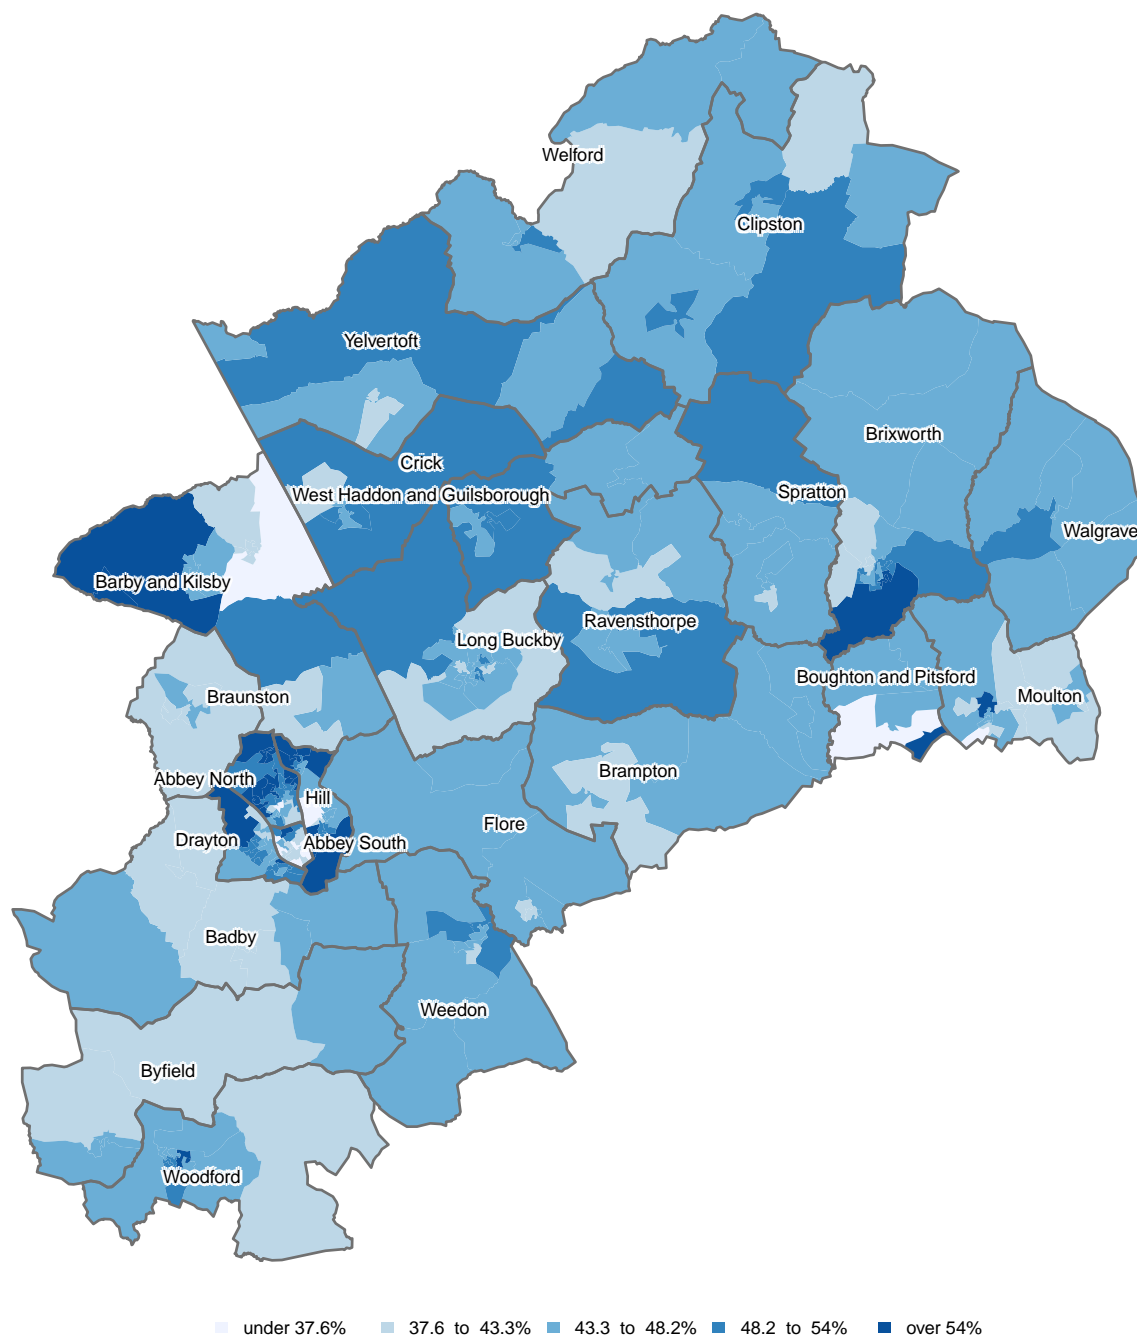 Welford
Clipston
Yelvertoft
Brixworth
Crick
West Haddon and Guilsborough
Spratton
Walgrave
Barby and Kilsby
Ravensthorpe
Long Buckby
Boughton and Pitsford
Braunston
Moulton
Brampton
Abbey North
Hill
Flore
Drayton
Abbey South
Badby
Weedon
Byfield
Woodford
under 37.6% 37.6 to 43.3% 43.3 to 48.2% 48.2 to 54% over 54%